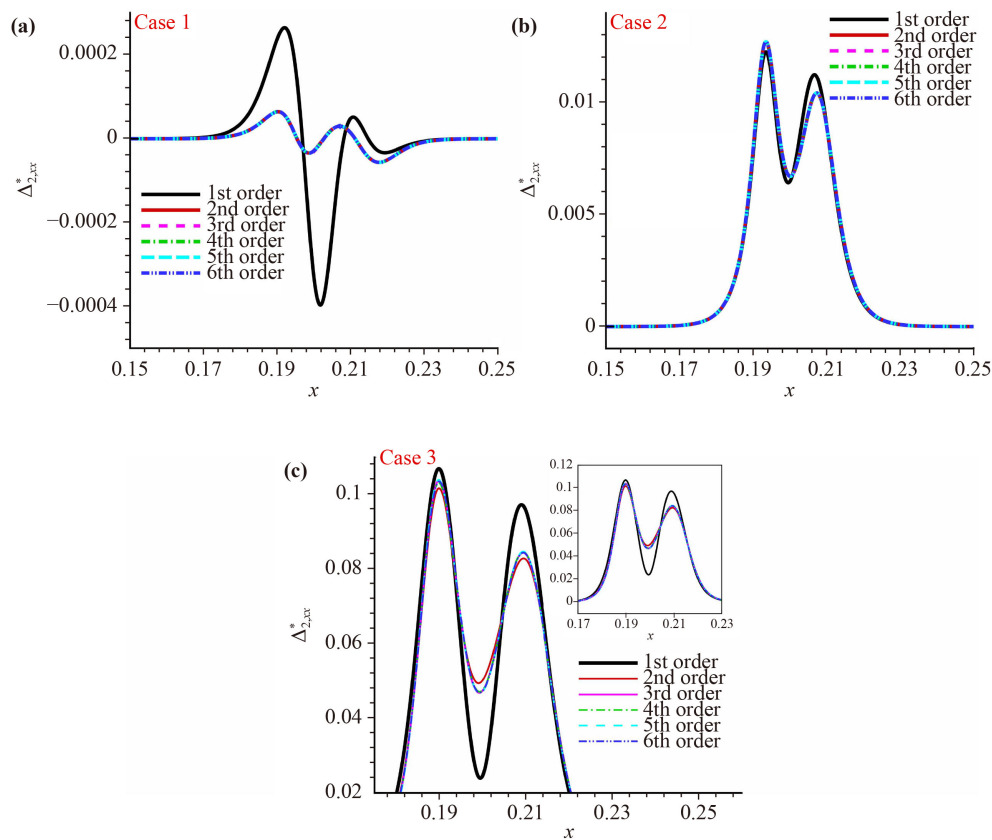 (a)
Case 1
0.0002
0
−0.0002
−0.0004
Δ*2,xx
1st order
2nd order
3rd order
4th order
5th order
6th order
0.15 0.17 0.19 0.21 0.23 0.25
x
(b)
Case 2
1st order
2nd order
3rd order
4th order
5th order
6th order
0.01
0.005
0
Δ*2,xx
0.15 0.17 0.19 0.21 0.23 0.25
x
(c)
Case 3
0.1
0.08
0.06
0.04
0.02
Δ*2,xx
0.12
0.1
0.08
0.06
0.04
0.02
0
0.17 0.19 0.21 0.23
x
1st order
2nd order
3rd order
4th order
5th order
6th order
0.19 0.21 0.23 0.25
x